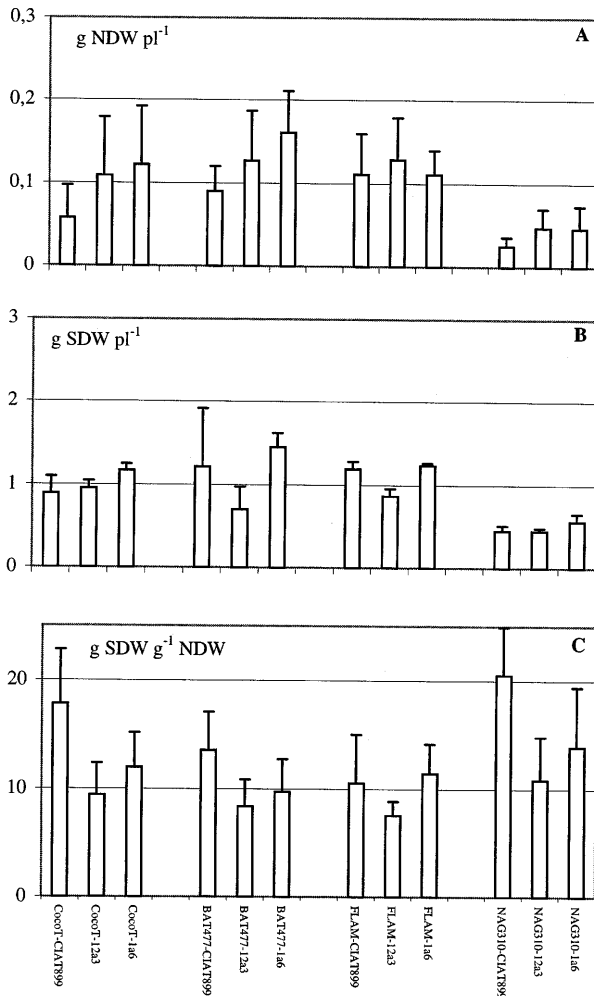 0,3
g NDW pl⁻¹
A
0,2
0,1
0
3
g SDW pl⁻¹
B
2
1
0
g SDW g⁻¹ NDW
C
20
10
0
CocoT-CIAT899
CocoT-12a3
CocoT-1a6
BAT477-CIAT899
BAT477-12a3
BAT477-1a6
FLAM-CIAT899
FLAM-12a3
FLAM-1a6
NAG310-CIAT899
NAG310-12a3
NAG310-1a6